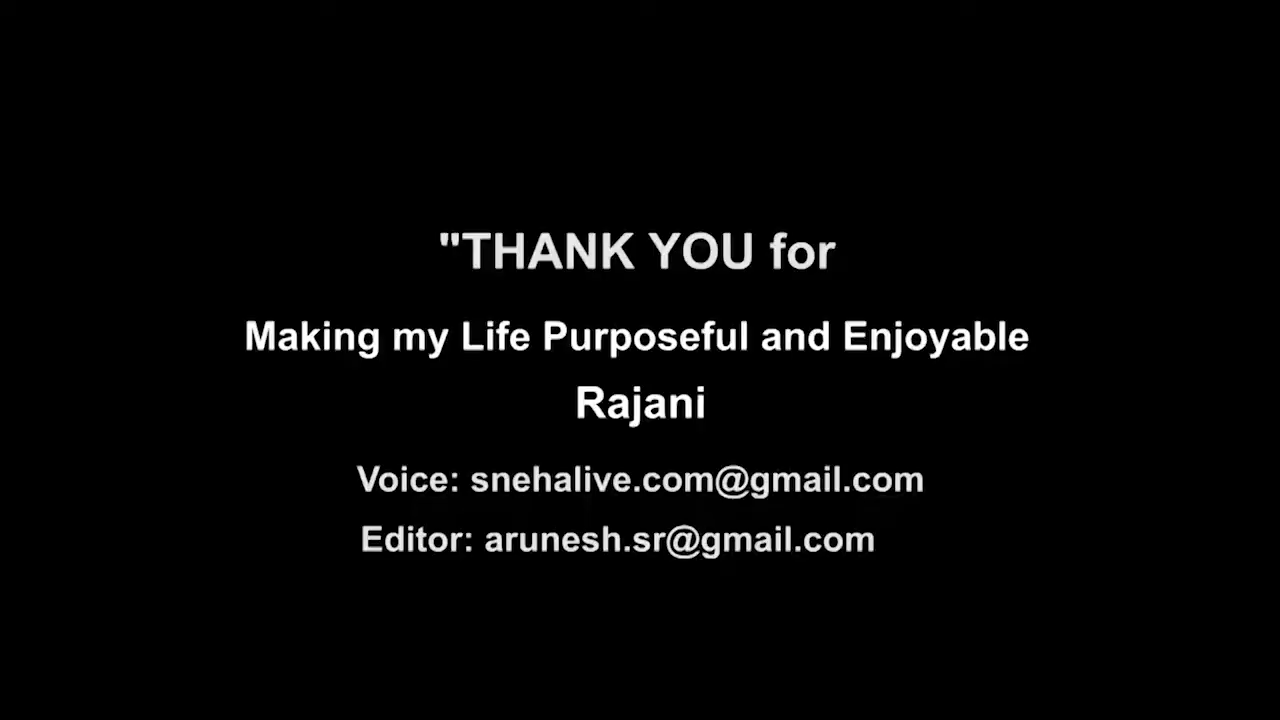 "THANK YOU for
Making my Life Purposeful and Enjoyable
Rajani
Voice: snehalive.com@gmail.com
Editor: arunesh.sr@gmail.com